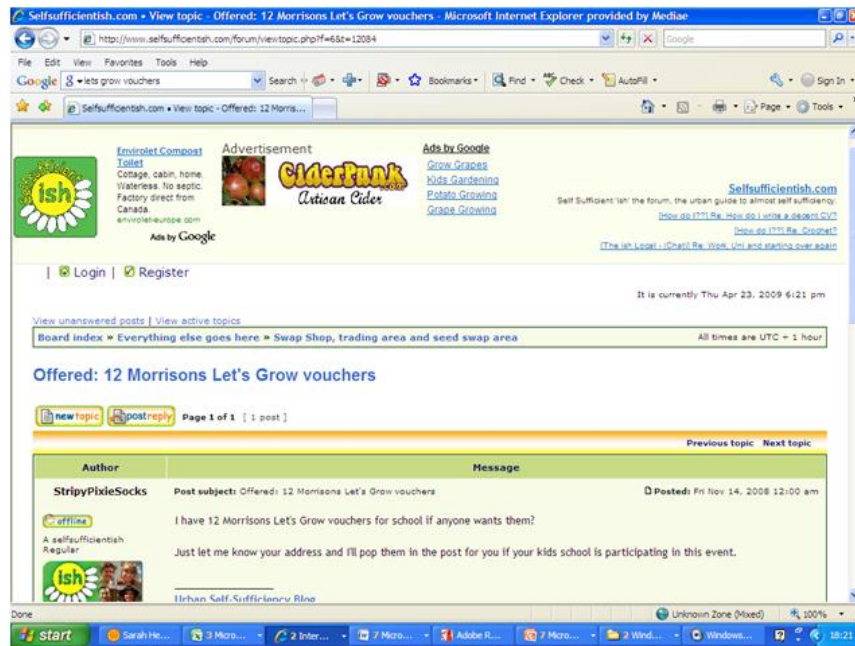 Selfsufficientish.com • View topic - Offered: 12 Morrisons Let's Grow vouchers - Microsoft Internet Explorer provided by Mediae
http://www.selfsufficientish.com/forum/viewtopic.php?f=6&t=12084
Google
File Edit View Favorites Tools Help
Google lets grow vouchers Search Bookmarks Find Check AutoFill Sign In
Selfsufficientish.com • View topic - Offered: 12 Morris... Page Tools
Envirolet Compost Toilet
Cottage, cabin, home.
Waterless. No septic.
Factory direct from Canada.
envirolet-europe.com
Ads by Google
Advertisement
CiderPunk.com
Artisan Cider
Ads by Google
Grow Grapes
Kids Gardening
Potato Growing
Grape Growing
selfsufficient
ish
Selfsufficientish.com
Self Sufficient 'ish' the forum, the urban guide to almost self sufficiency.
[How do I??] Re: How do I write a decent CV?
[How do I??] Re: Crochet?
[The ish Local - (Chat)] Re: Work, Uni and starting over again
| Login | Register
It is currently Thu Apr 23, 2009 6:21 pm
View unanswered posts | View active topics
Board index » Everything else goes here » Swap Shop, trading area and seed swap area All times are UTC + 1 hour
Offered: 12 Morrisons Let's Grow vouchers
newtopic postreply Page 1 of 1 [ 1 post ]
Previous topic Next topic
Author Message
StripyPixieSocks Post subject: Offered: 12 Morrisons Let's Grow vouchers Posted: Fri Nov 14, 2008 12:00 am
offline
A selfsufficientish
Regular
ish
I have 12 Morrisons Let's Grow vouchers for school if anyone wants them?
Just let me know your address and I'll pop them in the post for you if your kids school is participating in this event.
Urban Self-Sufficiency Blog
Done Unknown Zone (Mixed) 100%
start Sarah He... 3 Micro... 2 Inter... 7 Micro... Adobe R... 7 Micro... 2 Wind... Windows... 18:21